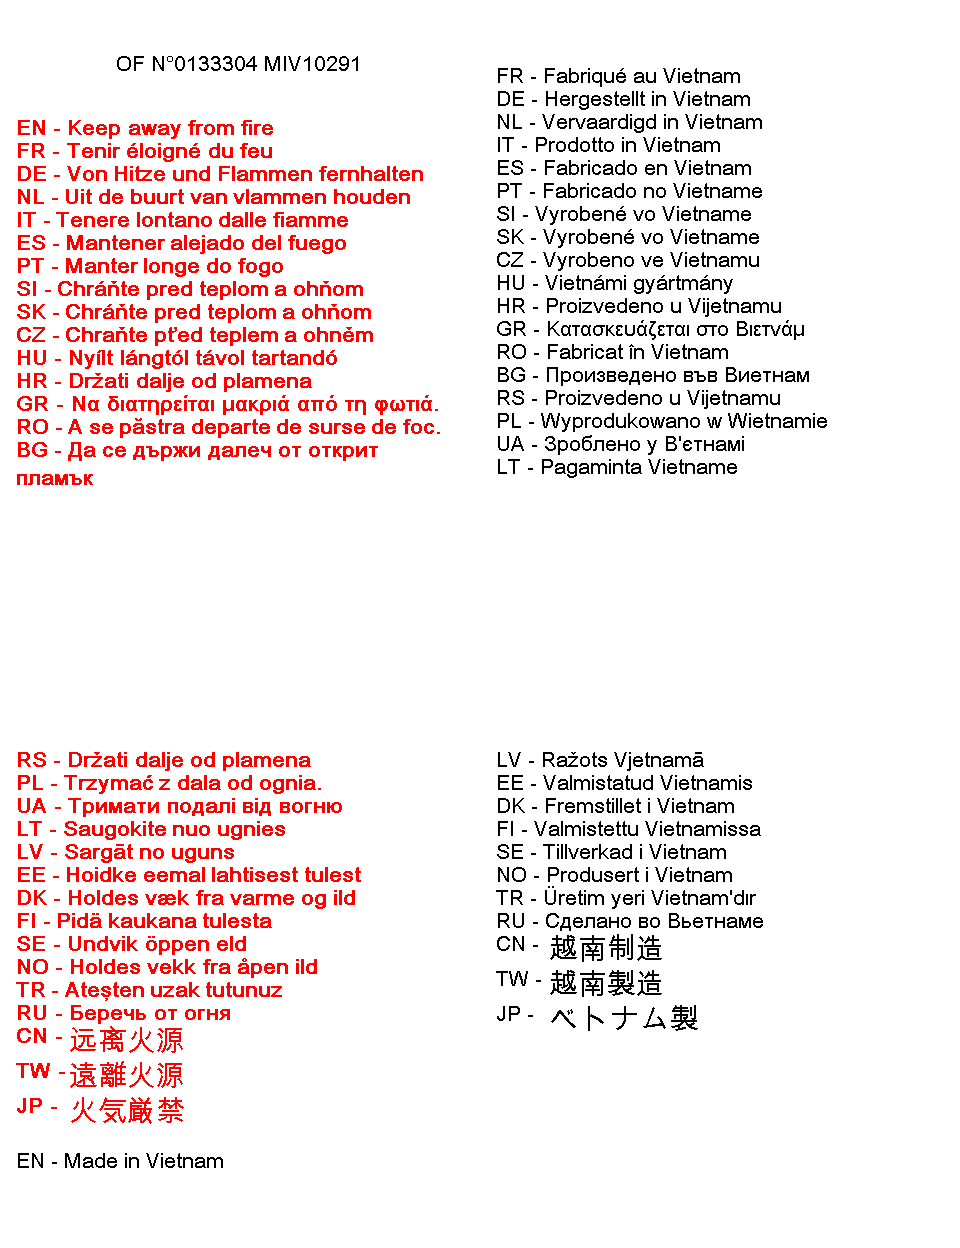 OF N°0133304 MIV10291
EN - Keep away from fire
FR - Tenir éloigné du feu
DE - Von Hitze und Flammen fernhalten
NL - Uit de buurt van vlammen houden
IT - Tenere lontano dalle fiamme
ES - Mantener alejado del fuego
PT - Manter longe do fogo
SI - Chráňte pred teplom a ohňom
SK - Chráňte pred teplom a ohňom
CZ - Chraňte pťed teplem a ohněm
HU - Nyílt lángtól távol tartandó
HR - Držati dalje od plamena
GR - Να διατηρείται μακριά από τη φωτιά.
RO - A se păstra departe de surse de foc.
BG - Да се държи далеч от открит
пламък
RS - Držati dalje od plamena
PL - Trzymać z dala od ognia.
UA - Тримати подалі від вогню
LT - Saugokite nuo ugnies
LV - Sargāt no uguns
EE - Hoidke eemal lahtisest tulest
DK - Holdes væk fra varme og ild
FI - Pidä kaukana tulesta
SE - Undvik öppen eld
NO - Holdes vekk fra åpen ild
TR - Ateşten uzak tutunuz
RU - Беречь от огня
CN - 远离火源
TW - 遠離火源
JP - 火気厳禁
EN - Made in Vietnam
FR - Fabriqué au Vietnam
DE - Hergestellt in Vietnam
NL - Vervaardigd in Vietnam
IT - Prodotto in Vietnam
ES - Fabricado en Vietnam
PT - Fabricado no Vietname
SI - Vyrobené vo Vietname
SK - Vyrobené vo Vietname
CZ - Vyrobeno ve Vietnamu
HU - Vietnámi gyártmány
HR - Proizvedeno u Vijetnamu
GR - Κατασκευάζεται στο Βιετνάμ
RO - Fabricat în Vietnam
BG - Произведено във Виетнам
RS - Proizvedeno u Vijetnamu
PL - Wyprodukowano w Wietnamie
UA - Зроблено у В'єтнамі
LT - Pagaminta Vietname
LV - Ražots Vjetnamā
EE - Valmistatud Vietnamis
DK - Fremstillet i Vietnam
FI - Valmistettu Vietnamissa
SE - Tillverkad i Vietnam
NO - Produsert i Vietnam
TR - Üretim yeri Vietnam'dır
RU - Сделано во Вьетнаме
CN - 越南制造
TW - 越南製造
JP - ベトナム製